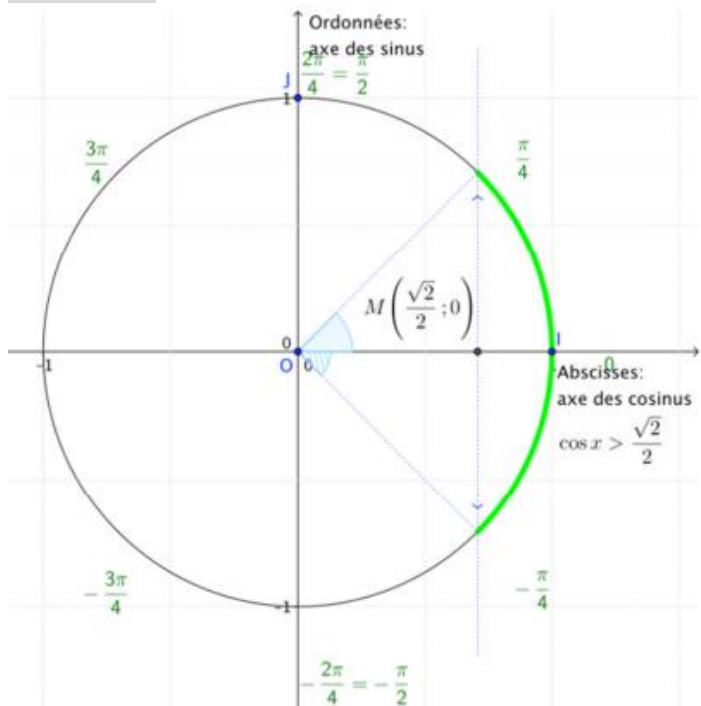 Ordonnées:
axe des sinus
2π/4 = π/2
J
1
3π/4
π/4
M(√2/2 ;0)
0
I
-1
O
0
0
Abscisses:
axe des cosinus
cos x > √2/2
-3π/4
-1
-π/4
-2π/4 = -π/2